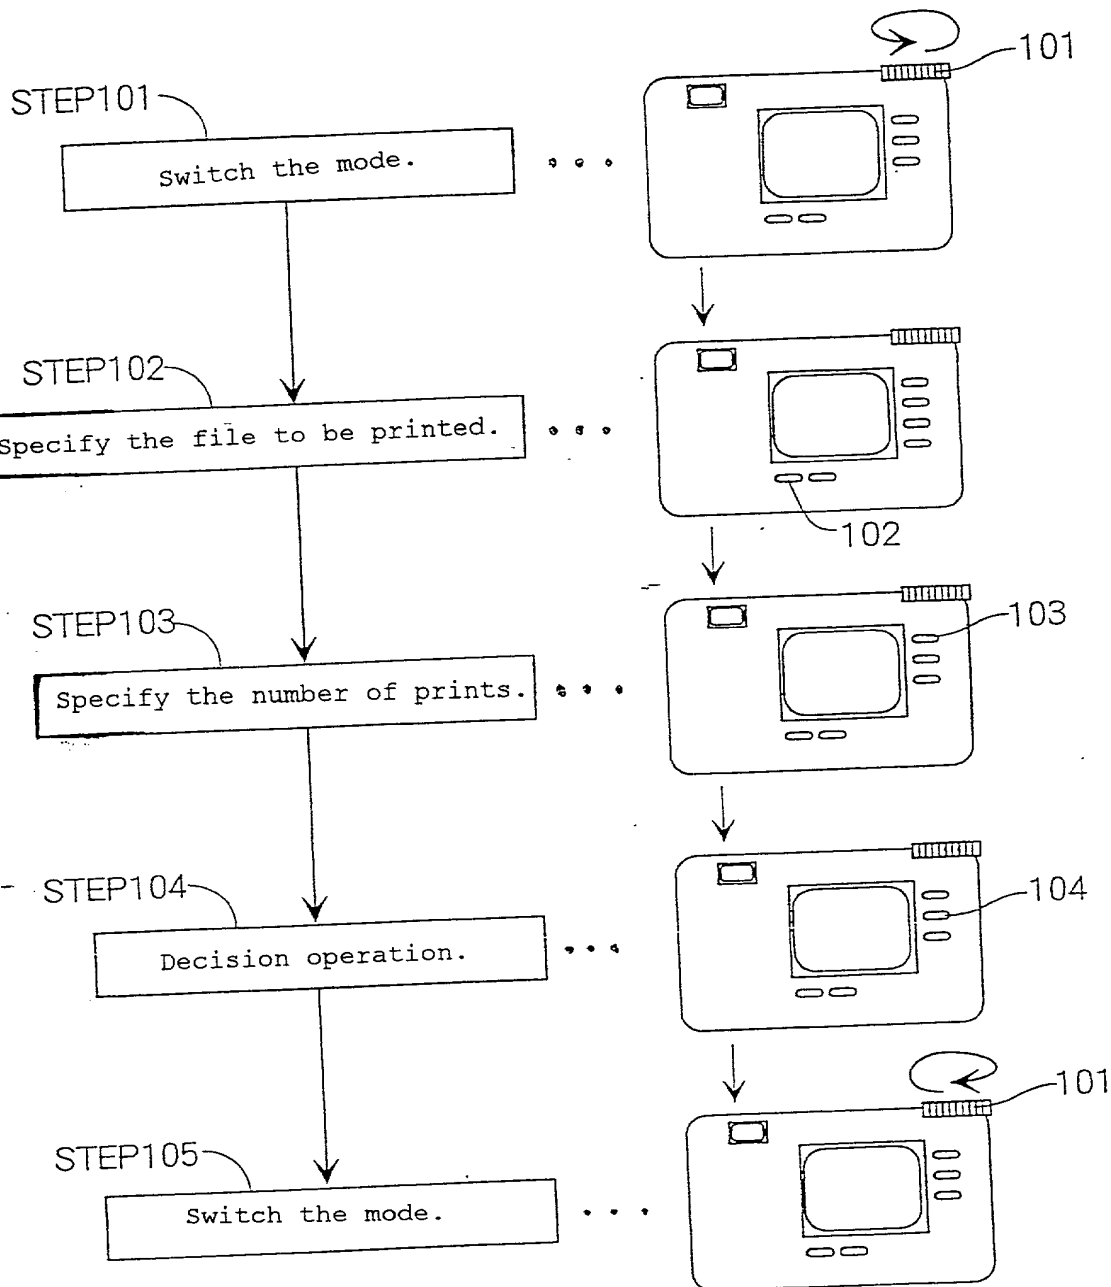 101
STEP101
Switch the mode.
STEP102
Specify the file to be printed.
102
STEP103
103
Specify the number of prints.
STEP104
104
Decision operation.
101
STEP105
Switch the mode.